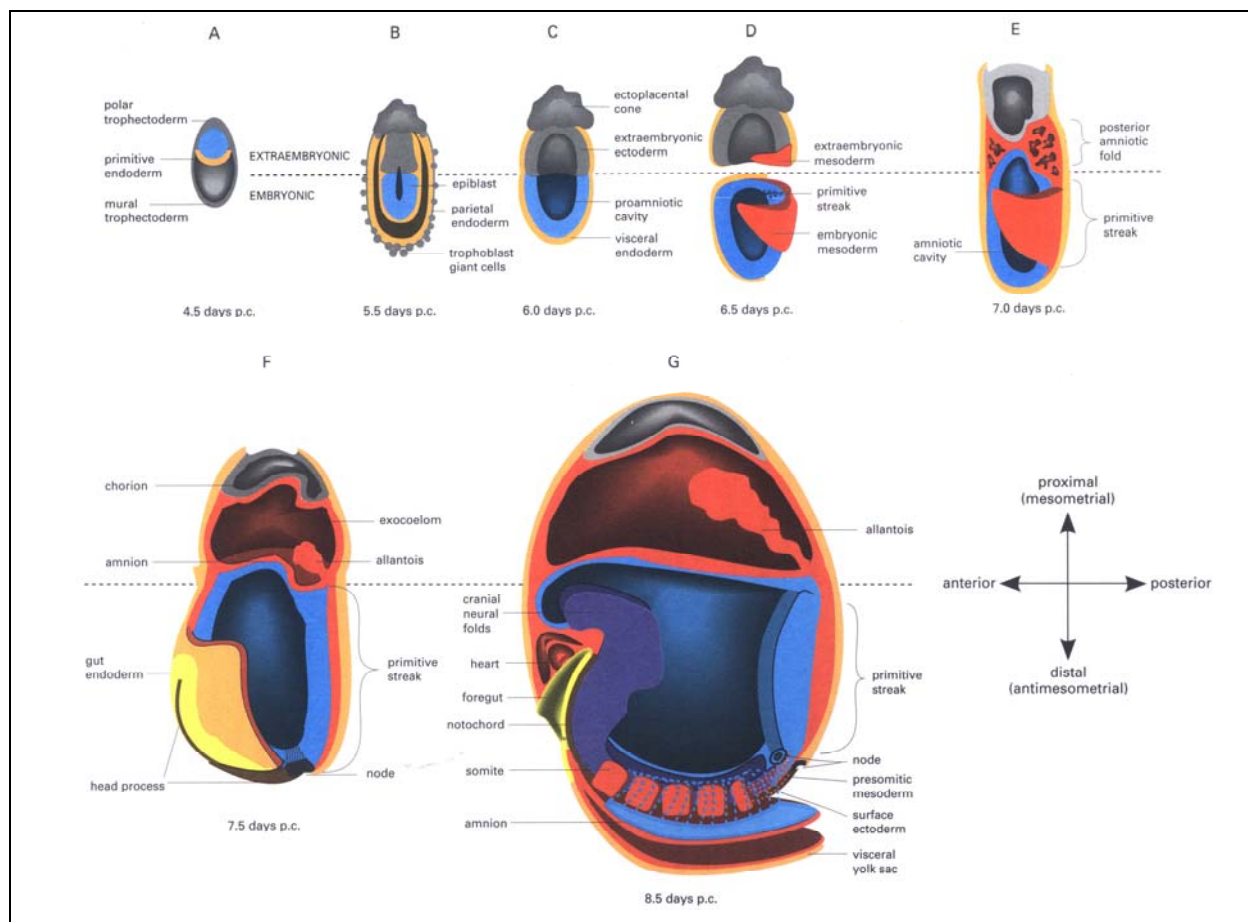 A
B
C
D
E
polar
trophectoderm
primitive
endoderm
mural
trophectoderm
EXTRAEMBRYONIC
EMBRYONIC
epiblast
parietal
endoderm
trophoblast
giant cells
ectoplacental
cone
extraembryonic
ectoderm
proamniotic
cavity
visceral
endoderm
extraembryonic
mesoderm
primitive
streak
embryonic
mesoderm
posterior
amniotic
fold
primitive
streak
amniotic
cavity
4.5 days p.c.
5.5 days p.c.
6.0 days p.c.
6.5 days p.c.
7.0 days p.c.
F
G
chorion
exocoelom
amnion
allantois
gut
endoderm
primitive
streak
head process
node
7.5 days p.c.
allantois
cranial
neural
folds
heart
foregut
notochord
somite
amnion
primitive
streak
node
presomitic
mesoderm
surface
ectoderm
visceral
yolk sac
8.5 days p.c.
proximal
(mesometrial)
anterior
posterior
distal
(antimesometrial)